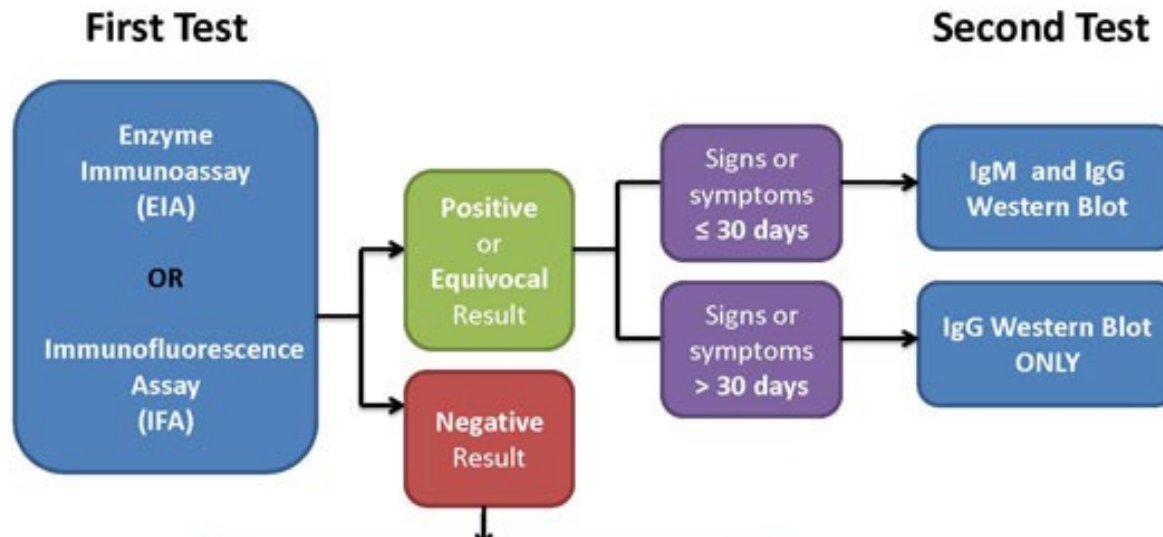 First Test
Second Test
Enzyme
Immunoassay
(EIA)
OR
Immunofluorescence
Assay
(IFA)
Positive
or
Equivocal
Result
Negative
Result
Signs or
symptoms
≤ 30 days
Signs or
symptoms
> 30 days
IgM and IgG
Western Blot
IgG Western Blot
ONLY